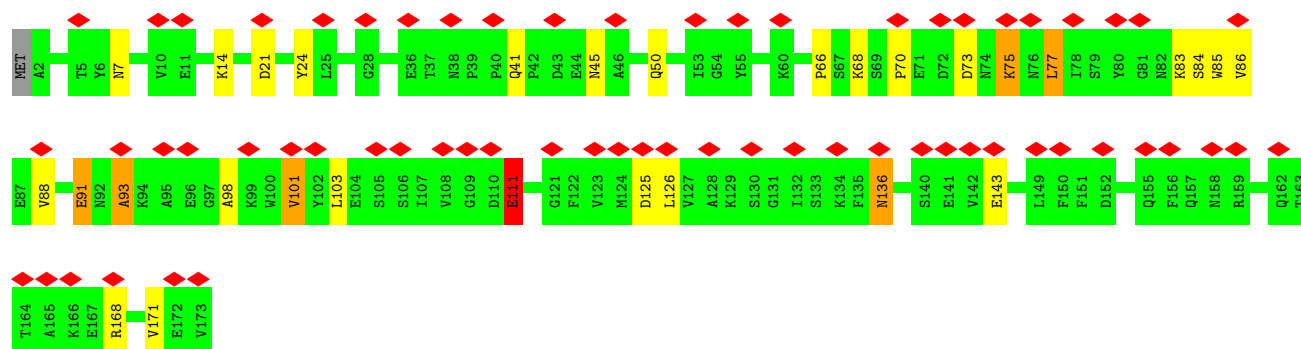 MET A2 T5 Y6 N7 V10 E11 K14 D21 Y24 L25 G28 E36 T37 N38 P39 P40 Q41 P42 D43 E44 N45 A46 Q50 I53 G54 Y55 K60 P66 S67 K68 S69 P70 E71 D72 D73 N74 K75 N76 L77 I78 S79 Y80 G81 N82 K83 S84 W85 V86
E87 V88 E91 N92 A93 K94 A95 E96 G97 A98 K99 W100 V101 Y102 L103 E104 S105 S106 I107 V108 G109 D110 E111 G121 F122 V123 M124 D125 L126 V127 A128 K129 S130 G131 I132 S133 K134 F135 N136 S140 E141 V142 E143 L149 F150 F151 D152 Q155 F156 Q157 N158 R159 Q162 T163
T164 A165 K166 E167 R168 V171 E172 V173